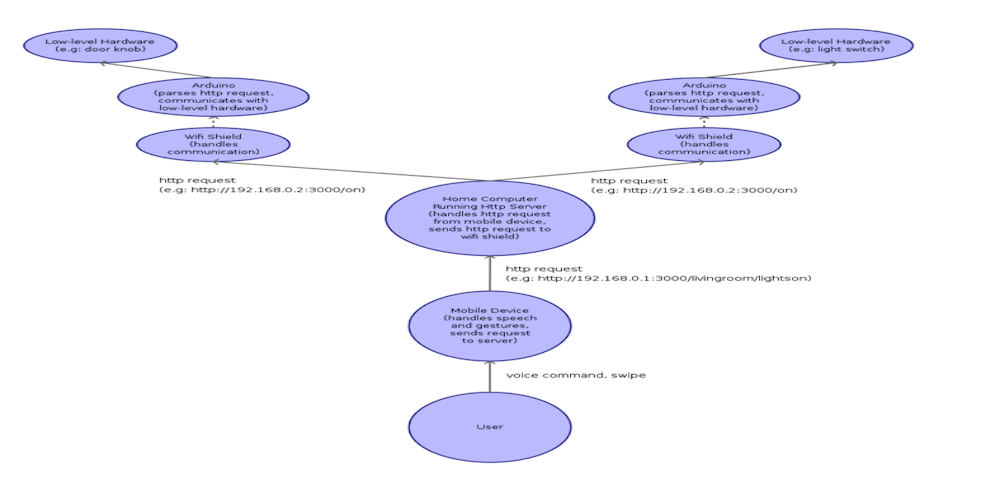 Low-level Hardware
(e.g: door knob)
Low-level Hardware
(e.g: light switch)
Arduino
(parses http request,
communicates with
low-level hardware)
Arduino
(parses http request,
communicates with
low-level hardware)
Wifi Shield
(handles
communication)
Wifi Shield
(handles
communication)
http request
(e.g: http://192.168.0.2:3000/on)
http request
(e.g: http://192.168.0.2:3000/on)
Home Computer
Running Http Server
(handles http request
from mobile device,
sends http request to
wifi shield)
http request
(e.g: http://192.168.0.1:3000/livingroom/lightson)
Mobile Device
(handles speech
and gestures,
sends request
to server)
voice command, swipe
User